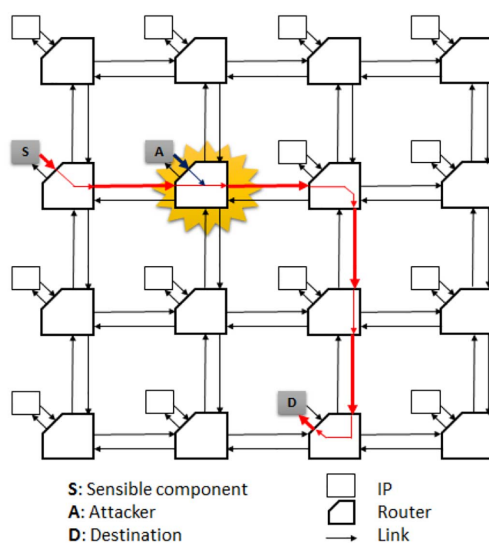 S
A
D
S: Sensible component
IP
A: Attacker
Router
D: Destination
Link